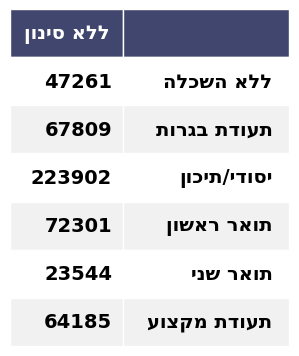 ללא סינון
ללא השכלה 47261
תעודת בגרות 67809
יסודי/תיכון 223902
תואר ראשון 72301
תואר שני 23544
תעודת מקצוע 64185